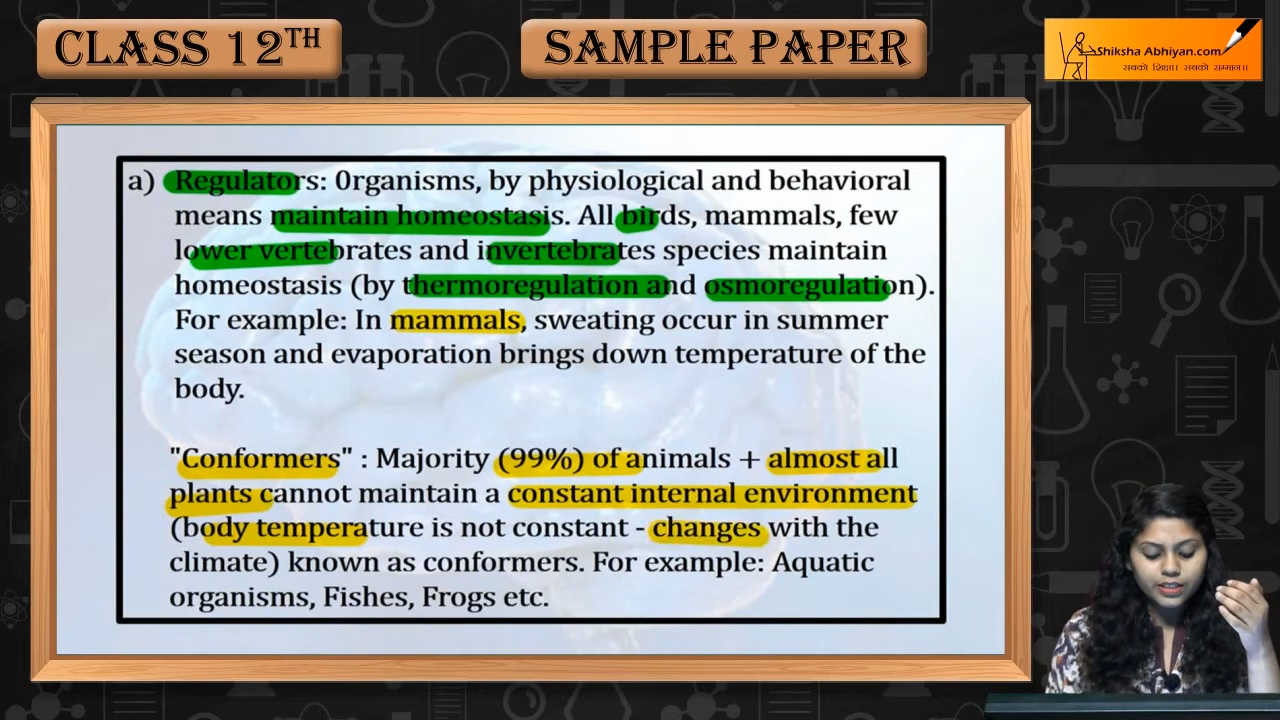 CLASS 12TH
SAMPLE PAPER
Shiksha Abhiyan.com
सबको शिक्षा। सबको सम्मान।।
a) Regulators: 0rganisms, by physiological and behavioral
means maintain homeostasis. All birds, mammals, few
lower vertebrates and invertebrates species maintain
homeostasis (by thermoregulation and osmoregulation).
For example: In mammals, sweating occur in summer
season and evaporation brings down temperature of the
body.
"Conformers" : Majority (99%) of animals + almost all
plants cannot maintain a constant internal environment
(body temperature is not constant - changes with the
climate) known as conformers. For example: Aquatic
organisms, Fishes, Frogs etc.